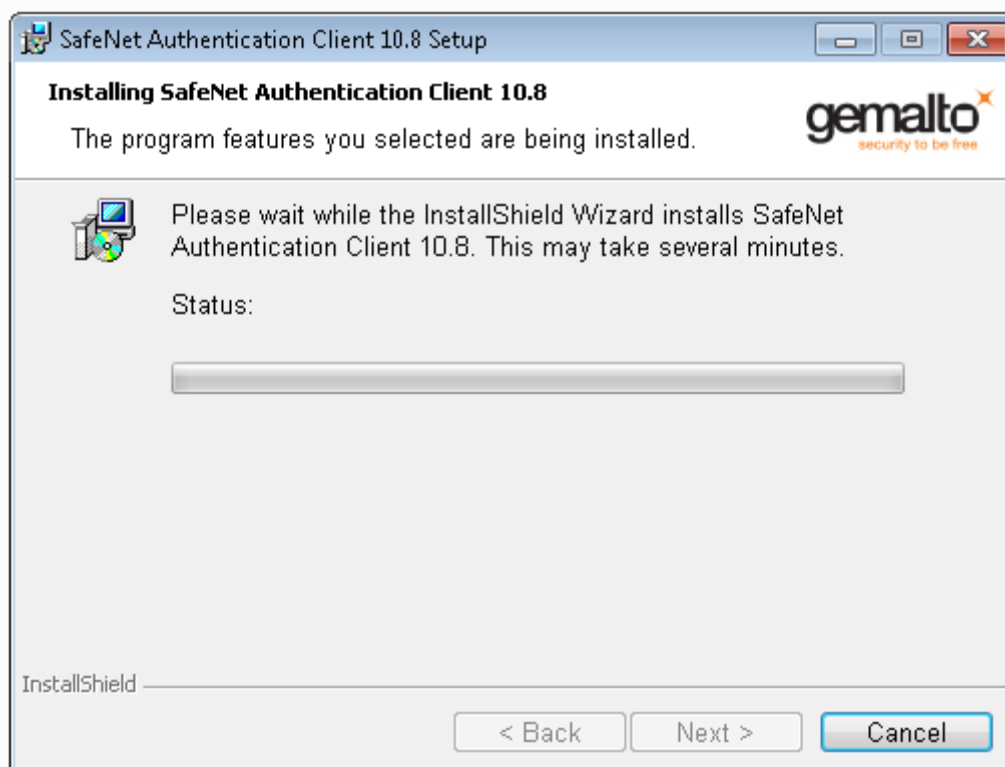 SafeNet Authentication Client 10.8 Setup
Installing SafeNet Authentication Client 10.8
The program features you selected are being installed.
gemalto
security to be free
Please wait while the InstallShield Wizard installs SafeNet
Authentication Client 10.8. This may take several minutes.
Status:
InstallShield
< Back
Next >
Cancel